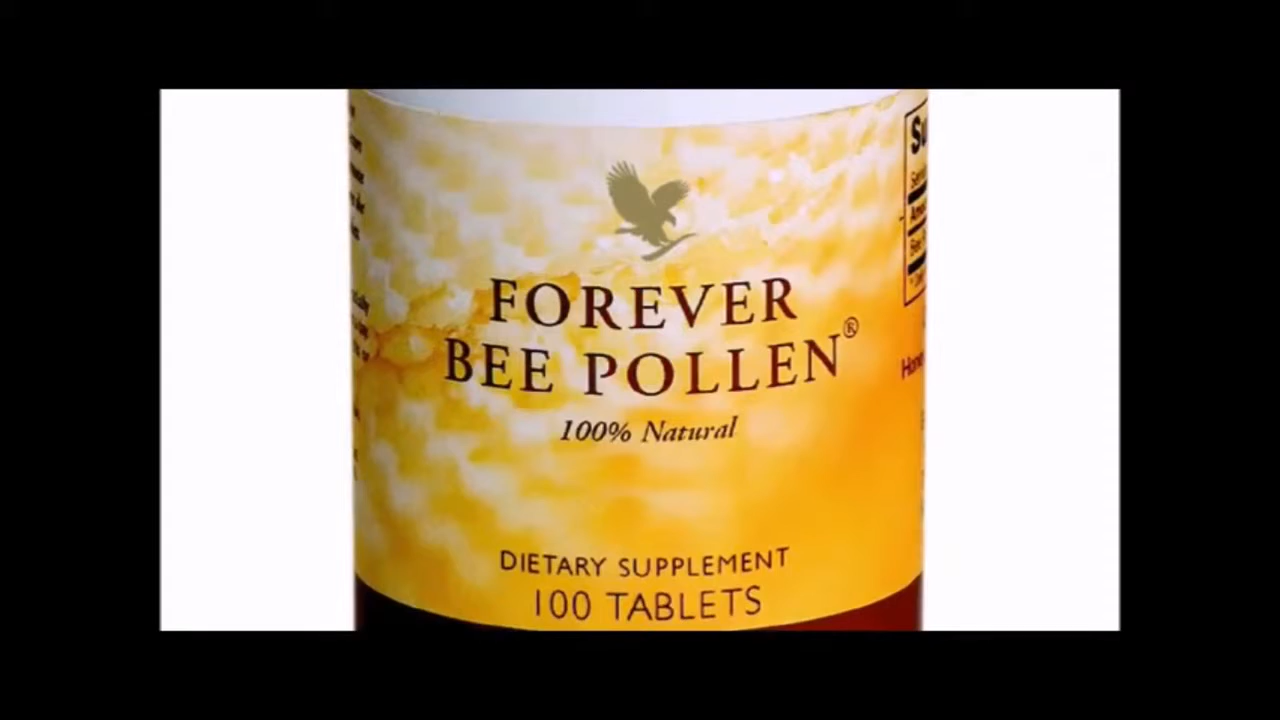 FOREVER
BEE POLLEN®
100% Natural
DIETARY SUPPLEMENT
100 TABLETS